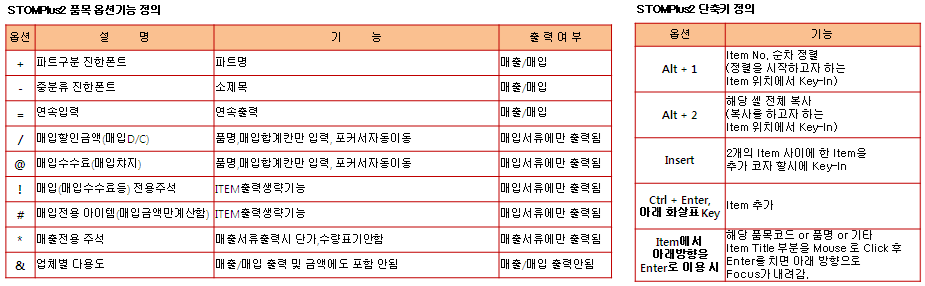 STOMPlus2 품목 옵션기능 정의
옵션 설 명 기 능 출력여부
+ 파트구분 진한폰트 파트명 매출/매입
- 중분류 진한폰트 소제목 매출/매입
= 연속입력 연속출력 매출/매입
/ 매입할인금액(매입D/C) 품명,매입합계칸만 입력, 포커서자동이동 매입서류에만 출력됨
@ 매입수수료(매입차지) 품명,매입합계칸만 입력, 포커서자동이동 매입서류에만 출력됨
! 매입(매입수수료등) 전용주석 ITEM출력생략기능 매입서류에만 출력됨
# 매입전용 아이템(매입금액만계산함) ITEM출력생략기능 매입서류에만 출력됨
* 매출전용 주석 매출서류출력시 단가,수량표기안함 매출서류에만 출력됨
& 업체별 다용도 매출/매입 출력 및 금액에도 포함 안됨 매출/매입 출력안됨
STOMPlus2 단축키 정의
옵션 기능
Alt + 1
Item No. 순차 정렬
(정렬을 시작하고자 하는
Item 위치에서 Key-In)
Alt + 2
해당 셀 전체 복사
(복사를 하고자 하는
Item 위치에서 Key-In)
Insert
2개의 Item 사이에 한 Item을
추가 코자 할시에 Key-In
Ctrl + Enter,
아래 화살표 Key
Item 추가
Item에서
아래방향을
Enter로 이용 시
해당 품목코드 or 품명 or 기타
Item Title 부분을 Mouse 로 Click 후
Enter를 치면 아래 방향으로
Focus가 내려감.